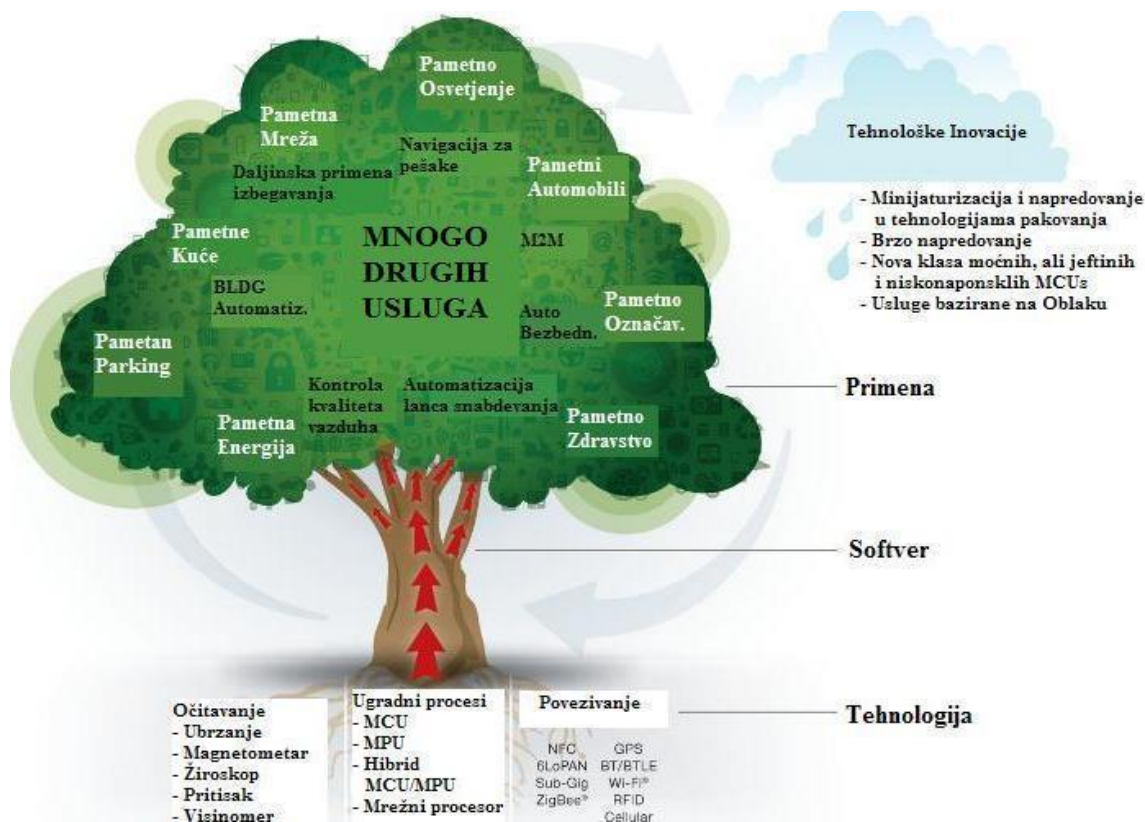 Pametno
Osvetjenje
Pametna
Mreža
Navigacija za
pešake
Daljinska primena
izbegavanja
Pametni
Automobili
Pametne
Kuće
MNOGO
DRUGIH
USLUGA
M2M
BLDG
Automatiz.
Auto
Bezbedn.
Pametno
Označav.
Pametan
Parking
Kontrola
kvaliteta
vazduha
Automatizacija
lanca snabdevanja
Pametna
Energija
Pametno
Zdravstvo
Tehnološke Inovacije
- Minijaturizacija i napredovanje
u tehnologijama pakovanja
- Brzo napredovanje
- Nova klasa moćnih, ali jeftinih
i niskonaponsklih MCUs
- Usluge bazirane na Oblaku
Primena
Softver
Tehnologija
Očitavanje
- Ubrzanje
- Magnetometar
- Žiroskop
- Pritisak
- Visinomer
Ugradni procesi
- MCU
- MPU
- Hibrid
MCU/MPU
- Mrežni procesor
Povezivanje
NFC GPS
6LoPAN BT/BTLE
Sub-Gig Wi-Fi®
ZigBee® RFID
Cellular